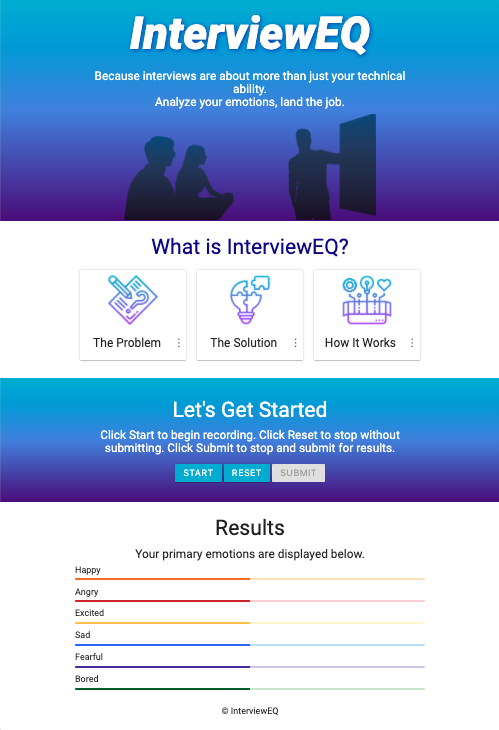 InterviewEQ
Because interviews are about more than just your technical
ability.
Analyze your emotions, land the job.
What is InterviewEQ?
The Problem
The Solution
How It Works
Let's Get Started
Click Start to begin recording. Click Reset to stop without
submitting. Click Submit to stop and submit for results.
START RESET SUBMIT
Results
Your primary emotions are displayed below.
Happy
Angry
Excited
Sad
Fearful
Bored
© InterviewEQ